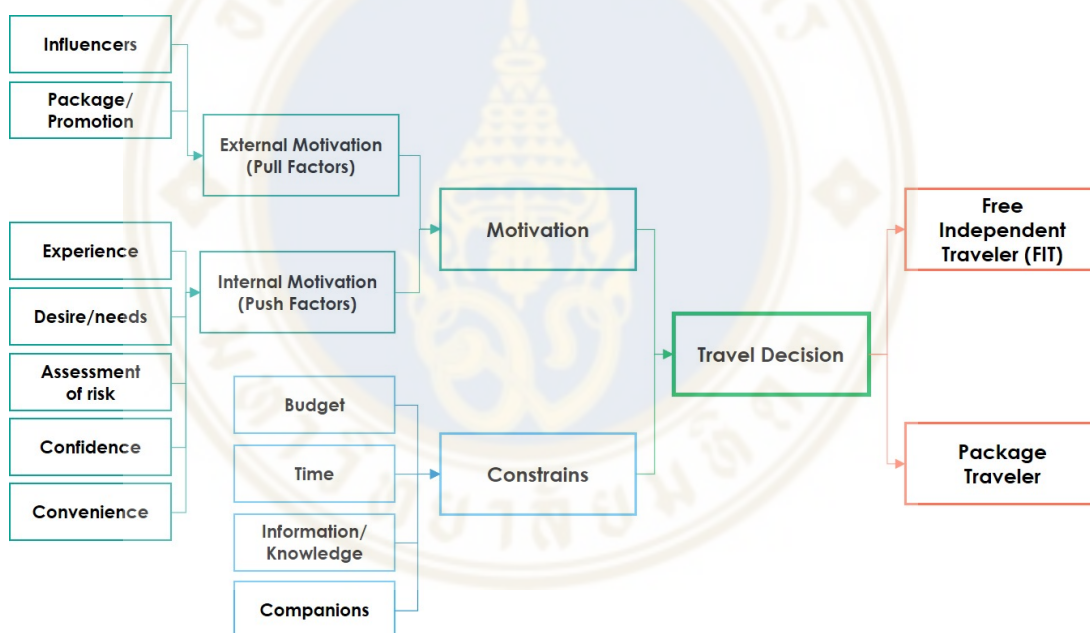 Influencers
Package/
Promotion
External Motivation
(Pull Factors)
Experience
Desire/needs
Assessment
of risk
Confidence
Convenience
Internal Motivation
(Push Factors)
Motivation
Budget
Time
Information/
Knowledge
Companions
Constrains
Travel Decision
Free
Independent
Traveler (FIT)
Package
Traveler